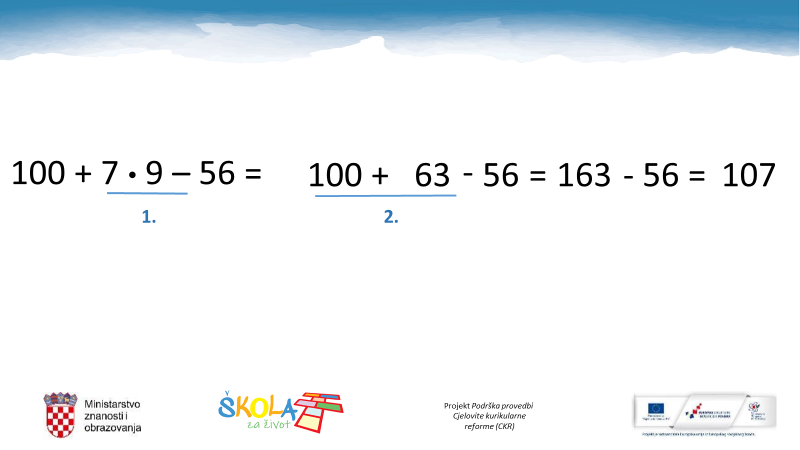 100 + 7 · 9 – 56 = 100 + 63 - 56 = 163 - 56 = 107
1. 2.
Ministarstvo
znanosti i
obrazovanja
ŠKOLA
za život
Projekt Podrška provedbi
Cjelovite kurikularne
reforme (CKR)